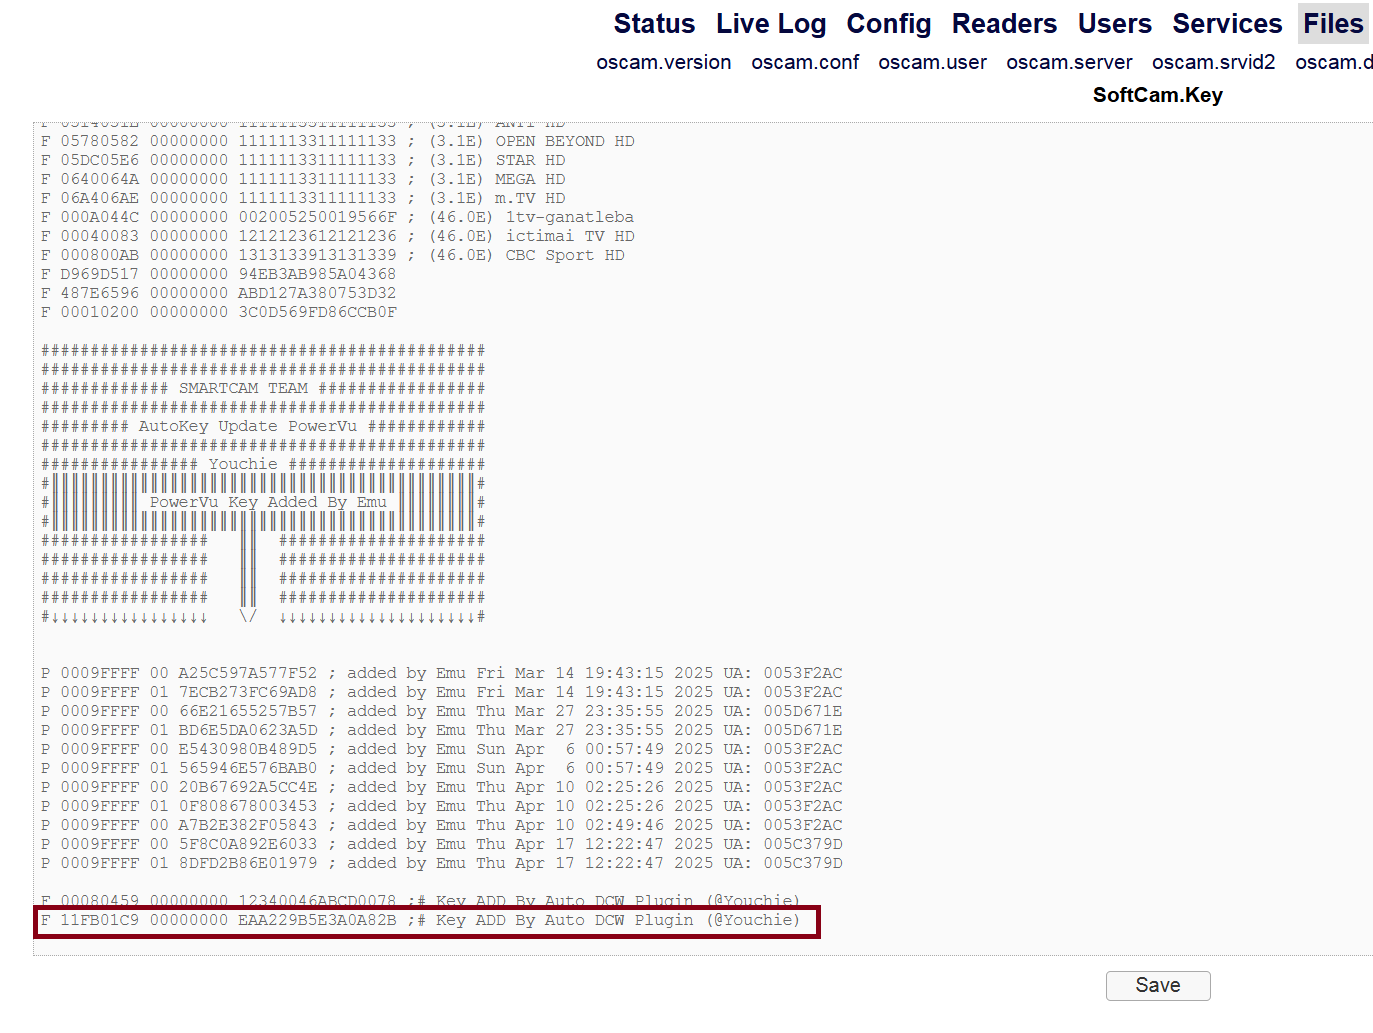 Status Live Log Config Readers Users Services Files
oscam.version oscam.conf oscam.user oscam.server oscam.srvid2 oscam.d
SoftCam.Key
F 05780582 00000000 1111113311111133 ; (3.1E) OPEN BEYOND HD
F 05DC05E6 00000000 1111113311111133 ; (3.1E) STAR HD
F 0640064A 00000000 1111113311111133 ; (3.1E) MEGA HD
F 06A406AE 00000000 1111113311111133 ; (3.1E) m.TV HD
F 000A044C 00000000 002005250019566F ; (46.0E) 1tv-ganatleba
F 00040083 00000000 1212123612121236 ; (46.0E) ictimai TV HD
F 000800AB 00000000 1313133913131339 ; (46.0E) CBC Sport HD
F D969D517 00000000 94EB3AB985A04368
F 487E6596 00000000 ABD127A380753D32
F 00010200 00000000 3C0D569FD86CCB0F
#############################################
#############################################
############# SMARTCAM TEAM #################
#############################################
######### AutoKey Update PowerVu ############
#############################################
################ Youchie ####################
#║║║║║║║║║║║║║║║║║║║║║║║║║║║║║║║║║║║║║║║║║║║#
#║║║║║║║║║ PowerVu Key Added By Emu ║║║║║║║║#
#║║║║║║║║║║║║║║║║║║║║║║║║║║║║║║║║║║║║║║║║║║║#
#################   ║║  #####################
#################   ║║  #####################
#################   ║║  #####################
#################   ║║  #####################
#↓↓↓↓↓↓↓↓↓↓↓↓↓↓↓↓   \/  ↓↓↓↓↓↓↓↓↓↓↓↓↓↓↓↓↓↓↓↓#
P 0009FFFF 00 A25C597A577F52 ; added by Emu Fri Mar 14 19:43:15 2025 UA: 0053F2AC
P 0009FFFF 01 7ECB273FC69AD8 ; added by Emu Fri Mar 14 19:43:15 2025 UA: 0053F2AC
P 0009FFFF 00 66E21655257B57 ; added by Emu Thu Mar 27 23:35:55 2025 UA: 005D671E
P 0009FFFF 01 BD6E5DA0623A5D ; added by Emu Thu Mar 27 23:35:55 2025 UA: 005D671E
P 0009FFFF 00 E5430980B489D5 ; added by Emu Sun Apr  6 00:57:49 2025 UA: 0053F2AC
P 0009FFFF 01 565946E576BAB0 ; added by Emu Sun Apr  6 00:57:49 2025 UA: 0053F2AC
P 0009FFFF 00 20B67692A5CC4E ; added by Emu Thu Apr 10 02:25:26 2025 UA: 0053F2AC
P 0009FFFF 01 0F808678003453 ; added by Emu Thu Apr 10 02:25:26 2025 UA: 0053F2AC
P 0009FFFF 00 A7B2E382F05843 ; added by Emu Thu Apr 10 02:49:46 2025 UA: 0053F2AC
P 0009FFFF 00 5F8C0A892E6033 ; added by Emu Thu Apr 17 12:22:47 2025 UA: 005C379D
P 0009FFFF 01 8DFD2B86E01979 ; added by Emu Thu Apr 17 12:22:47 2025 UA: 005C379D
F 00080459 00000000 12340046ABCD0078 ;# Key ADD By Auto DCW Plugin (@Youchie)
F 11FB01C9 00000000 EAA229B5E3A0A82B ;# Key ADD By Auto DCW Plugin (@Youchie)
Save